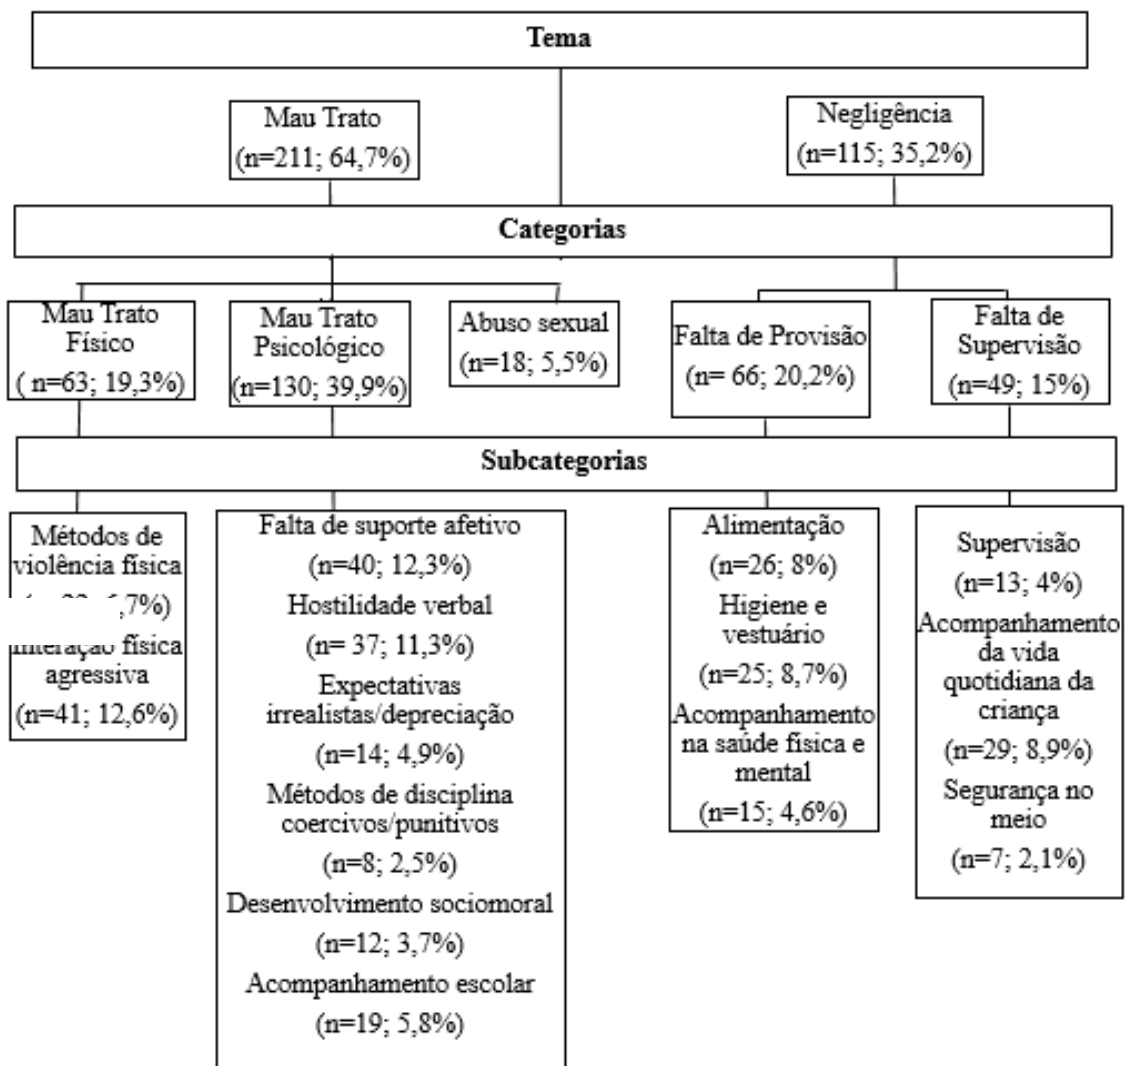 Tema
Mau Trato
(n=211; 64,7%)
Negligência
(n=115; 35,2%)
Categorias
Mau Trato
Físico
( n=63; 19,3%)
Mau Trato
Psicológico
(n=130; 39,9%)
Abuso sexual
(n=18; 5,5%)
Falta de Provisão
(n= 66; 20,2%)
Falta de
Supervisão
(n=49; 15%)
Subcategorias
Métodos de
violência física
,7%)
física
agressiva
(n=41; 12,6%)
Falta de suporte afetivo
(n=40; 12,3%)
Hostilidade verbal
(n= 37; 11,3%)
Expectativas
irrealistas/depreciação
(n=14; 4,9%)
Métodos de disciplina
coercivos/punitivos
(n=8; 2,5%)
Desenvolvimento sociomoral
(n=12; 3,7%)
Acompanhamento escolar
(n=19; 5,8%)
Alimentação
(n=26; 8%)
Higiene e
vestuário
(n=25; 8,7%)
Acompanhamento
na saúde física e
mental
(n=15; 4,6%)
Supervisão
(n=13; 4%)
Acompanhamento
da vida
quotidiana da
criança
(n=29; 8,9%)
Segurança no
meio
(n=7; 2,1%)